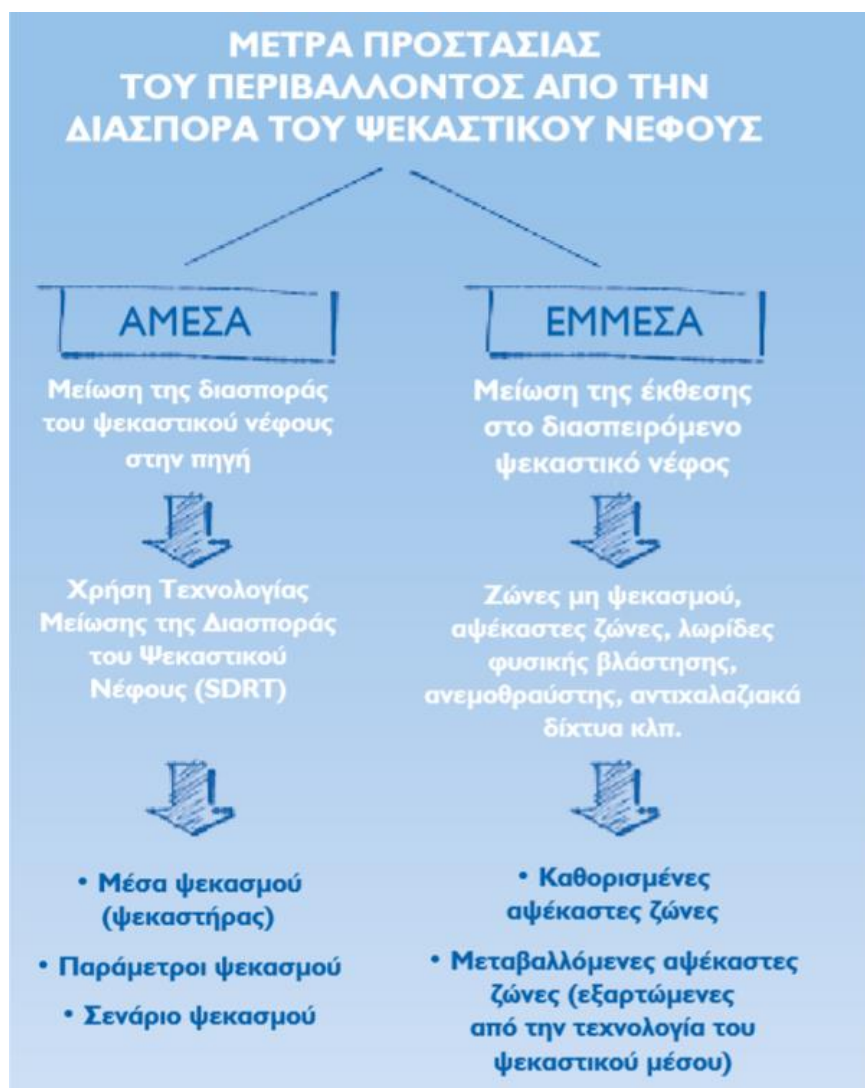 ΜΕΤΡΑ ΠΡΟΣΤΑΣΙΑΣ
ΤΟΥ ΠΕΡΙΒΑΛΛΟΝΤΟΣ ΑΠΟ ΤΗΝ
ΔΙΑΣΠΟΡΑ ΤΟΥ ΨΕΚΑΣΤΙΚΟΥ ΝΕΦΟΥΣ
ΑΜΕΣΑ
Μείωση της διασποράς
του ψεκαστικού νέφους
στην πηγή
Χρήση Τεχνολογίας
Μείωσης της Διασποράς
του Ψεκαστικού
Νέφους (SDRT)
• Μέσα ψεκασμού
(ψεκαστήρας)
• Παράμετροι ψεκασμού
• Σενάριο ψεκασμού
ΕΜΜΕΣΑ
Μείωση της έκθεσης
στο διασπειρόμενο
ψεκαστικό νέφος
Ζώνες μη ψεκασμού,
αψέκαστες ζώνες, λωρίδες
φυσικής βλάστησης,
ανεμοθραύστης, αντιχαλαζιακά
δίχτυα κλπ.
• Καθορισμένες
αψέκαστες ζώνες
• Μεταβαλλόμενες αψέκαστες
ζώνες (εξαρτώμενες
από την τεχνολογία του
ψεκαστικού μέσου)